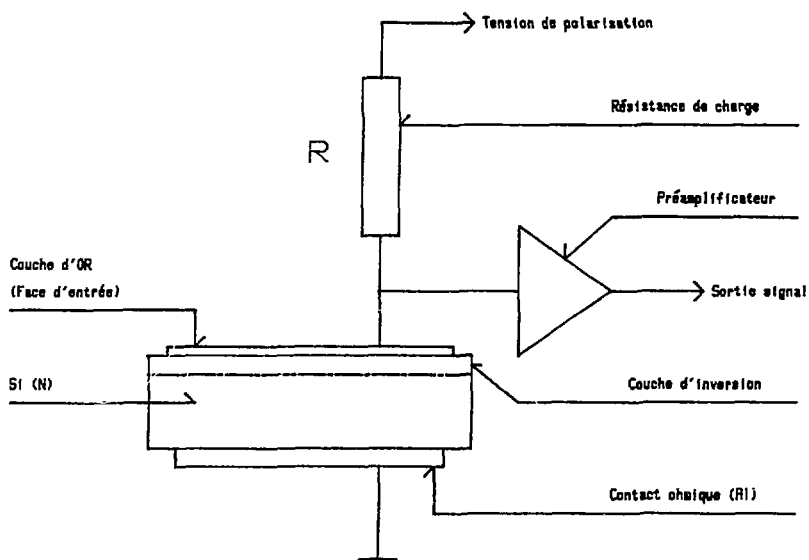 Tension de polarisation
Résistance de charge
R
Préamplificateur
Couche d'OR
(Face d'entrée)
Sortie signal
Si (N)
Couche d'inversion
Contact ohmique (Al)